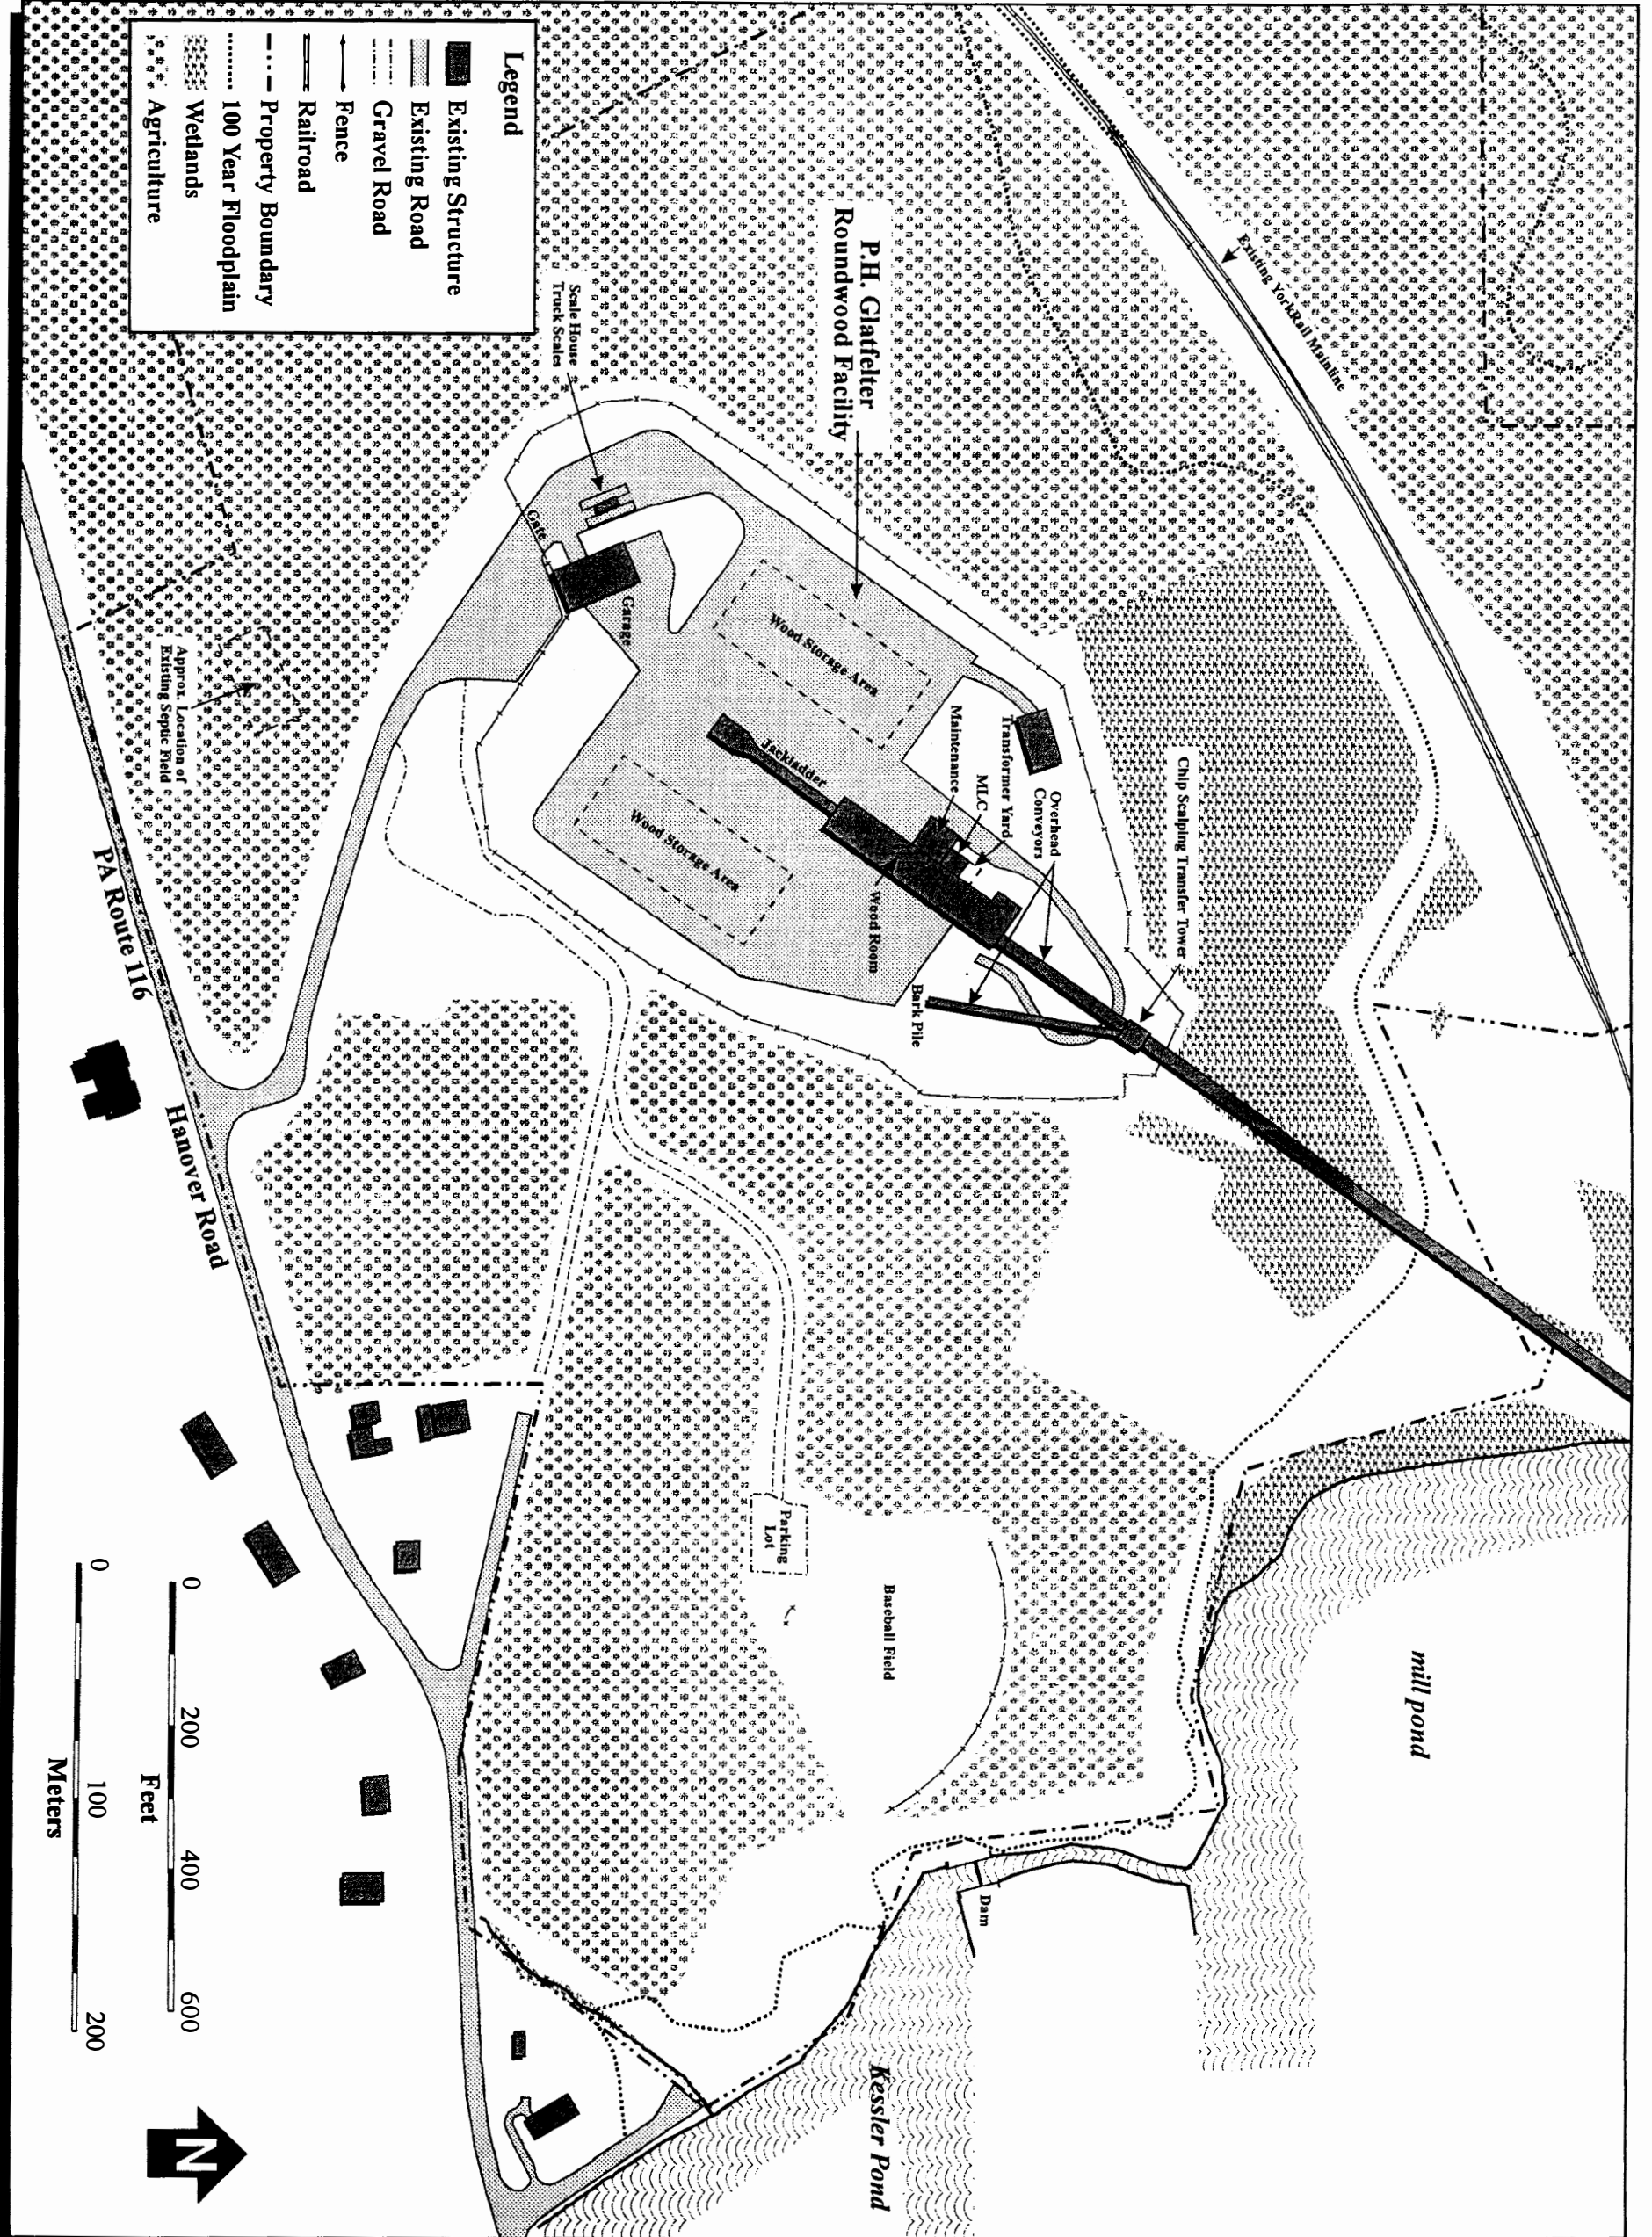 Legend
Existing Structure
Existing Road
Gravel Road
Fence
Railroad
Property Boundary
100 Year Floodplain
Wetlands
Agriculture
Existing YorkRail Mainline
P.H. Glatfelter
Roundwood Facility
Scale House
Truck Scales
Gate
Garage
Wood Storage Area
Wood Storage Area
Jackladder
Maintenance
MLC
Transformer Yard
Overhead
Conveyors
Chip Scalping Transfer Tower
Wood Room
Bark Pile
Approx. Location of
Existing Septic Field
PA Route 116
Hanover Road
Parking
Lot
Baseball Field
mill pond
Dam
Kessler Pond
0 200 400 600
Feet
0 100 200
Meters
N